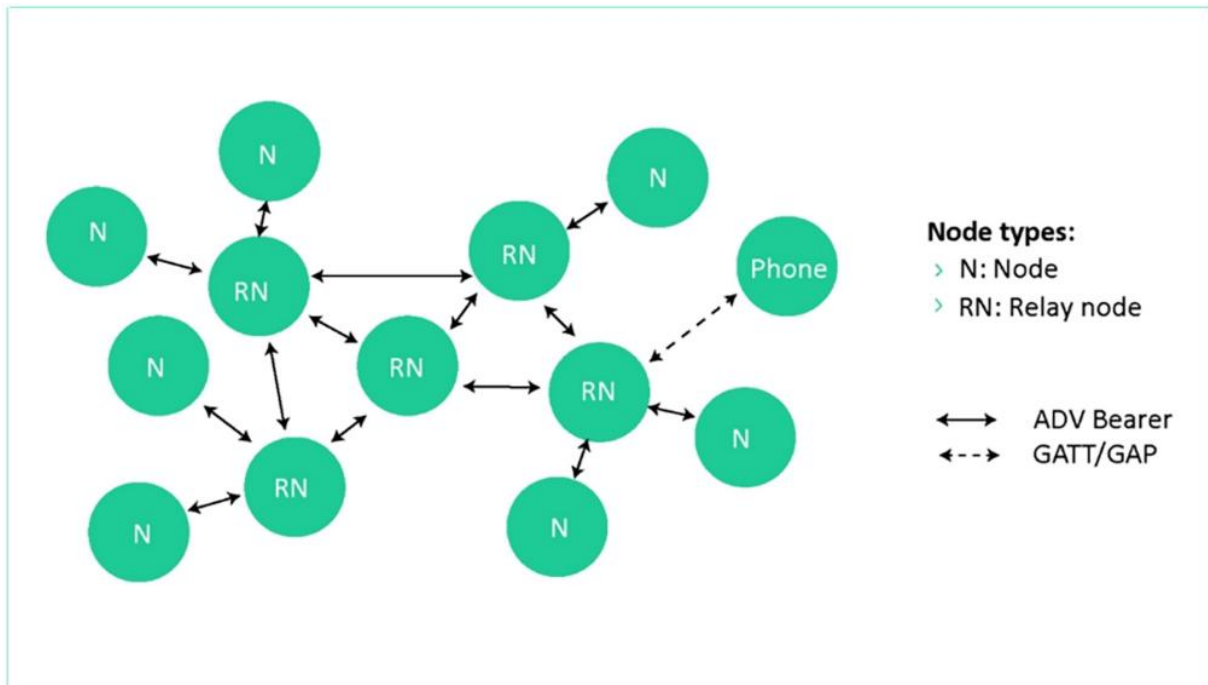 N
N
N
RN
RN
Phone
RN
N
RN
RN
N
RN
N
N
N
Node types:
> N: Node
> RN: Relay node
ADV Bearer
GATT/GAP